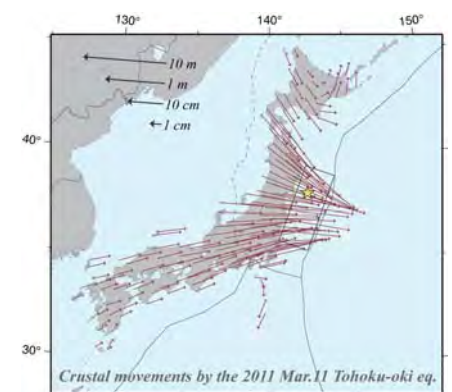 130° 140° 150°
10 m
1 m
10 cm
1 cm
40°
30°
Crustal movements by the 2011 Mar.11 Tohoku-oki eq.